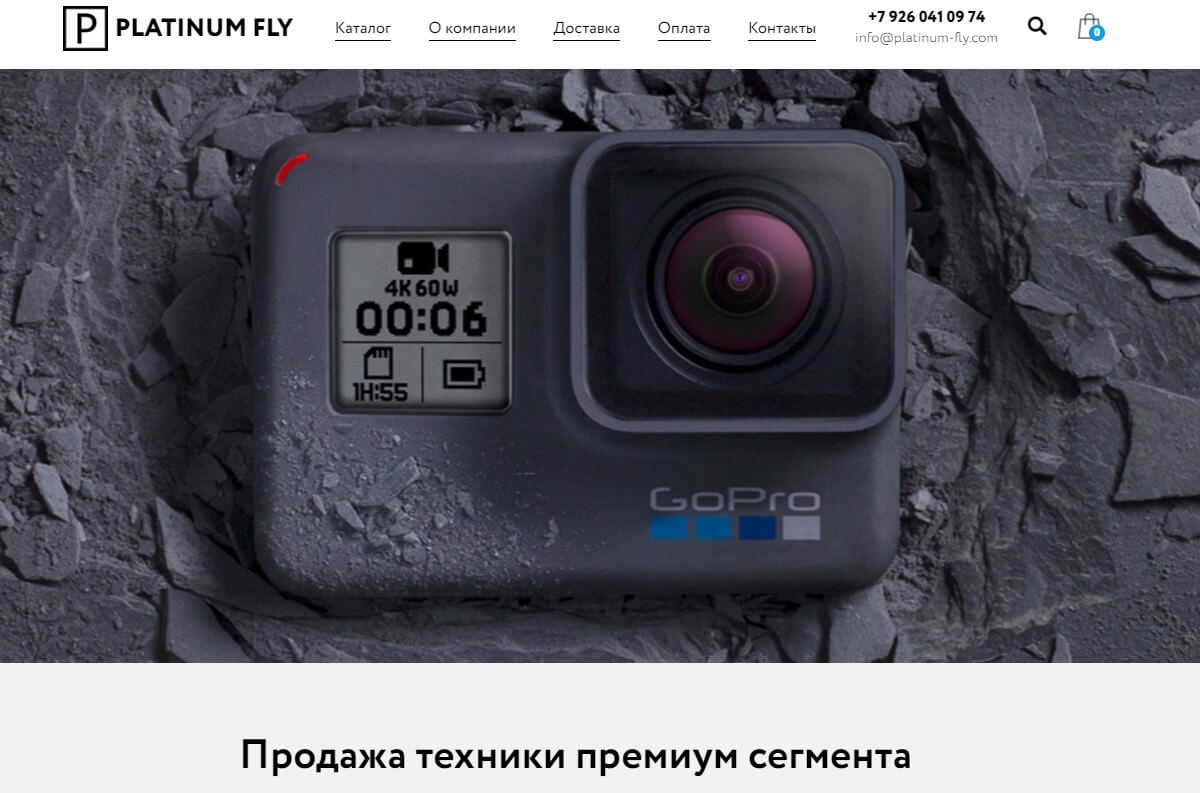 P PLATINUM FLY
Каталог
О компании
Доставка
Оплата
Контакты
+7 926 041 09 74
info@platinum-fly.com
0
4K 60 W
00:06
1H:55
GoPro
Продажа техники премиум сегмента